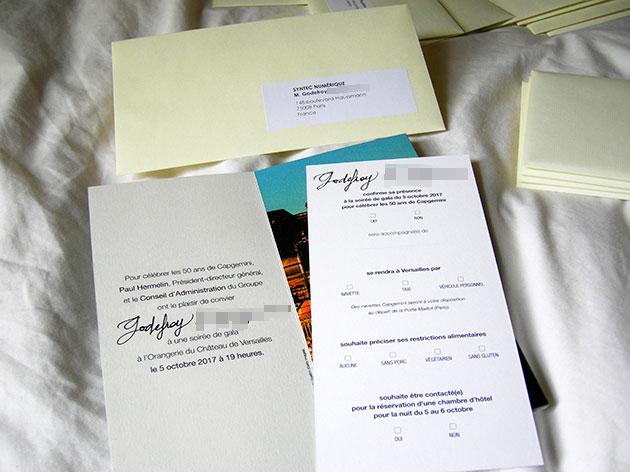 SYNTEC NUMÉRIQUE
M. Godefroy
148 boulevard Haussmann
75008 Paris
France
Pour célébrer les 50 ans de Capgemini,
Paul Hermelin, Président-directeur général,
et le Conseil d'Administration du Groupe
ont le plaisir de convier
Godefroy
à une soirée de gala
à l'Orangerie du Château de Versailles
le 5 octobre 2017 à 19 heures.
Godefroy
confirme sa présence
à la soirée de gala du 5 octobre 2017
pour célébrer les 50 ans de Capgemini
OUI NON
sera accompagné(e) de
se rendra à Versailles par
NAVETTE TAXI VÉHICULE PERSONNEL
Des navettes Capgemini seront à votre disposition
au départ de la Porte Maillot (Paris)
souhaite préciser ses restrictions alimentaires
AUCUNE SANS PORC VÉGÉTARIEN SANS GLUTEN
souhaite être contacté(e)
pour la réservation d'une chambre d'hôtel
pour la nuit du 5 au 6 octobre
OUI NON